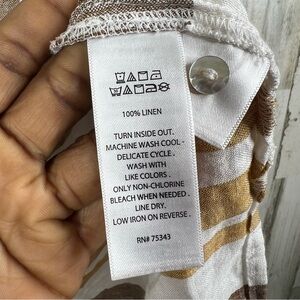 100% LINEN
TURN INSIDE OUT.
MACHINE WASH COOL -
DELICATE CYCLE .
WASH WITH
LIKE COLORS .
ONLY NON-CHLORINE
BLEACH WHEN NEEDED .
LINE DRY.
LOW IRON ON REVERSE .
RN# 75343